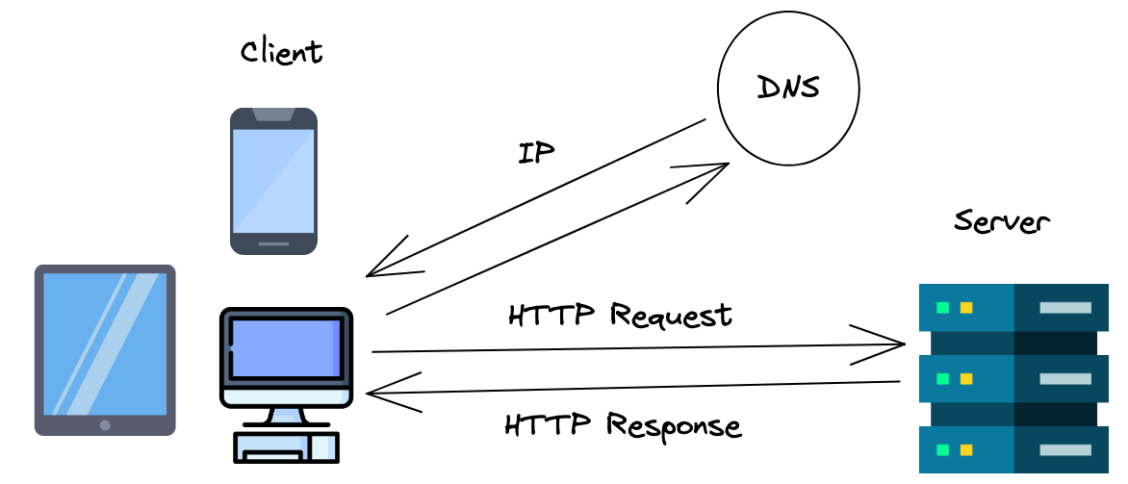 Client
DNS
IP
Server
HTTP Request
HTTP Response